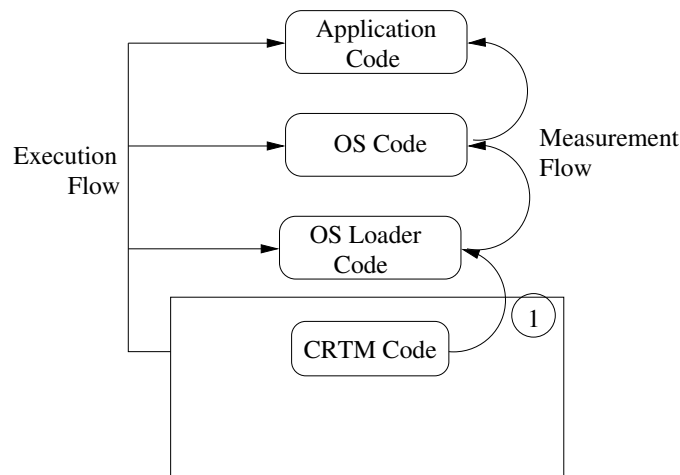 Application
Code
Execution
Flow
OS Code
Measurement
Flow
OS Loader
Code
1
CRTM Code